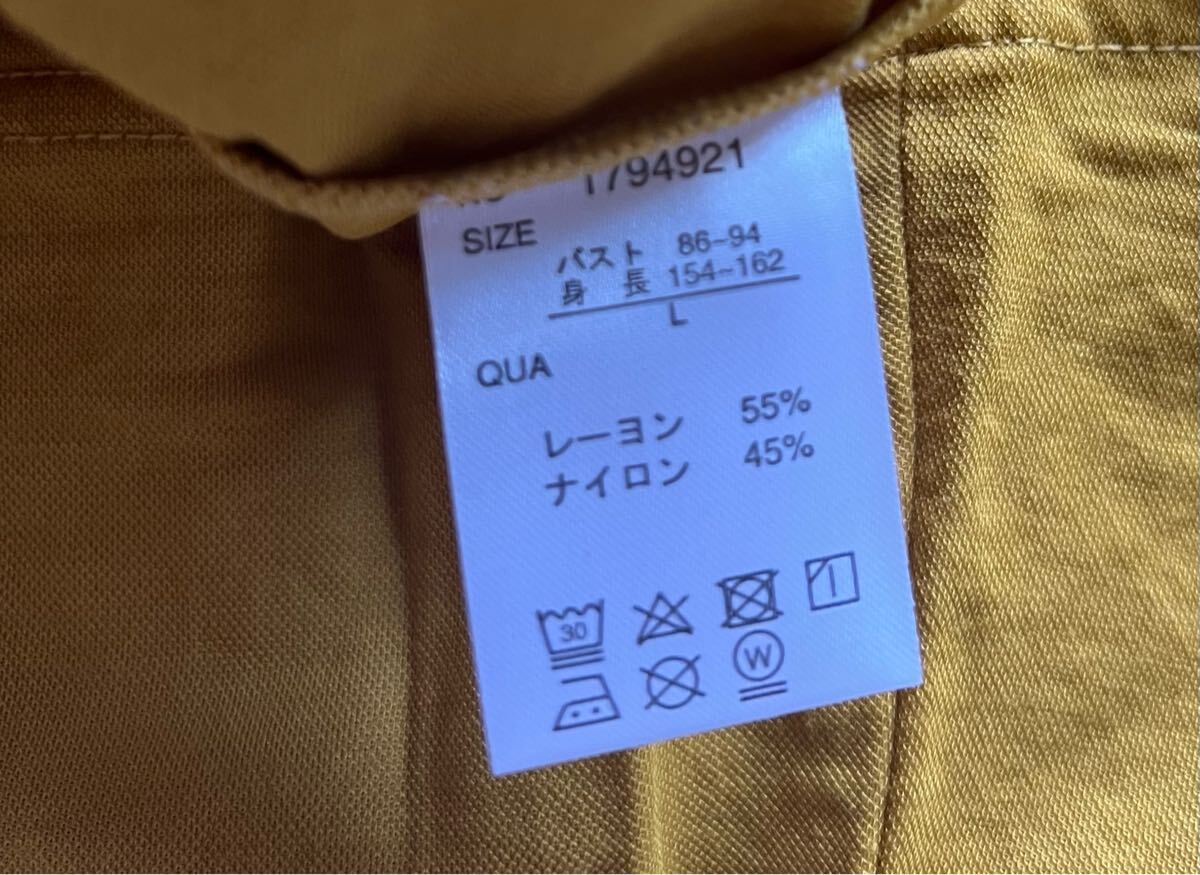 1794921
SIZE
バスト 86-94
身 長 154~162
L
QUA
レーヨン 55%
ナイロン 45%
30
W